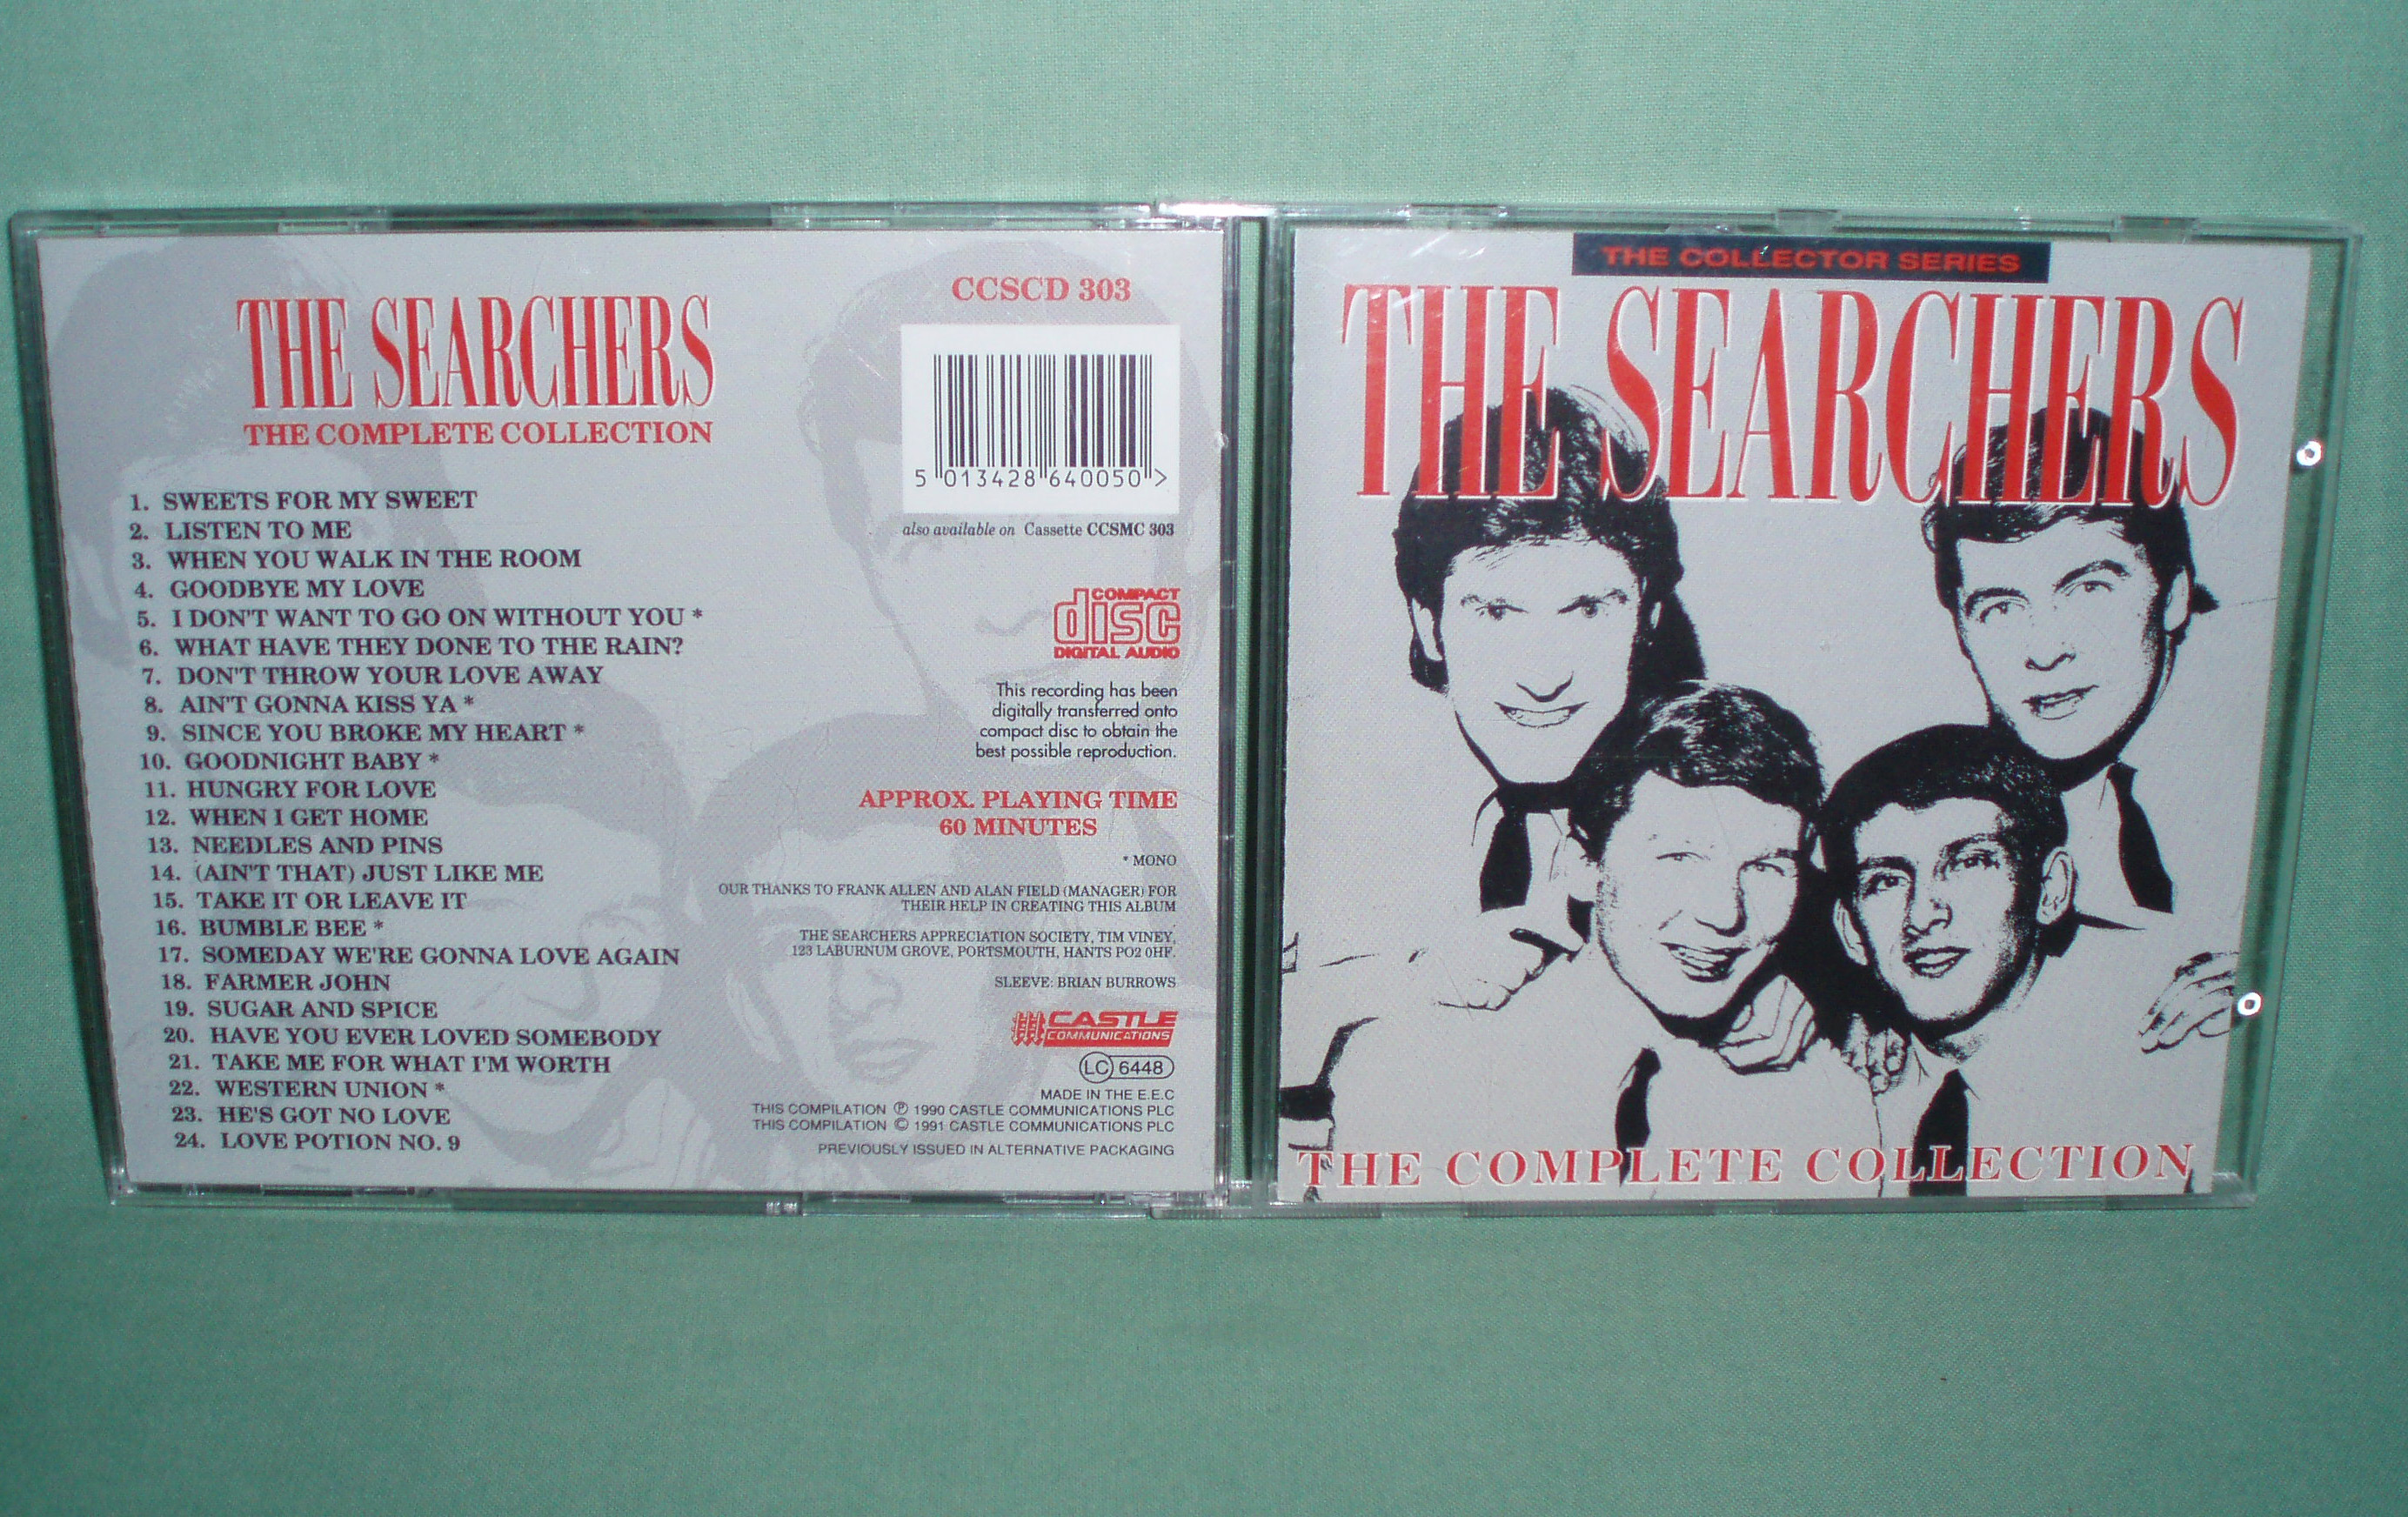 THE SEARCHERS
THE COMPLETE COLLECTION
1. SWEETS FOR MY SWEET
2. LISTEN TO ME
3. WHEN YOU WALK IN THE ROOM
4. GOODBYE MY LOVE
5. I DON'T WANT TO GO ON WITHOUT YOU *
6. WHAT HAVE THEY DONE TO THE RAIN?
7. DON'T THROW YOUR LOVE AWAY
8. AIN'T GONNA KISS YA *
9. SINCE YOU BROKE MY HEART *
10. GOODNIGHT BABY *
11. HUNGRY FOR LOVE
12. WHEN I GET HOME
13. NEEDLES AND PINS
14. (AIN'T THAT) JUST LIKE ME
15. TAKE IT OR LEAVE IT
16. BUMBLE BEE *
17. SOMEDAY WE'RE GONNA LOVE AGAIN
18. FARMER JOHN
19. SUGAR AND SPICE
20. HAVE YOU EVER LOVED SOMEBODY
21. TAKE ME FOR WHAT I'M WORTH
22. WESTERN UNION *
23. HE'S GOT NO LOVE
24. LOVE POTION NO. 9
CCSCD 303
5 013428 640050 >
also available on Cassette CCSMC 303
COMPACT
disc
DIGITAL AUDIO
This recording has been
digitally transferred onto
compact disc to obtain the
best possible reproduction.
APPROX. PLAYING TIME
60 MINUTES
* MONO
OUR THANKS TO FRANK ALLEN AND ALAN FIELD (MANAGER) FOR
THEIR HELP IN CREATING THIS ALBUM
THE SEARCHERS APPRECIATION SOCIETY, TIM VINEY,
123 LABURNUM GROVE, PORTSMOUTH, HANTS PO2 0HF.
SLEEVE: BRIAN BURROWS
CASTLE
COMMUNICATIONS
LC 6448
MADE IN THE E.E.C
THIS COMPILATION ℗ 1990 CASTLE COMMUNICATIONS PLC
THIS COMPILATION © 1991 CASTLE COMMUNICATIONS PLC
PREVIOUSLY ISSUED IN ALTERNATIVE PACKAGING
THE COLLECTOR SERIES
THE SEARCHERS
THE COMPLETE COLLECTION